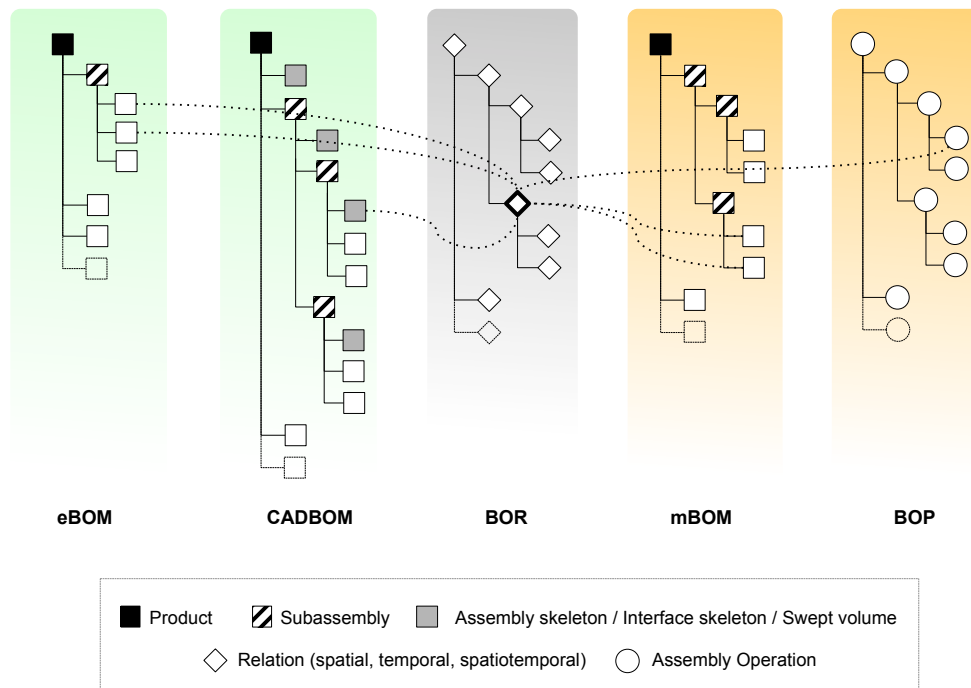 eBOM
CADBOM
BOR
mBOM
BOP
Product
Subassembly
Assembly skeleton / Interface skeleton / Swept volume
Relation (spatial, temporal, spatiotemporal)
Assembly Operation